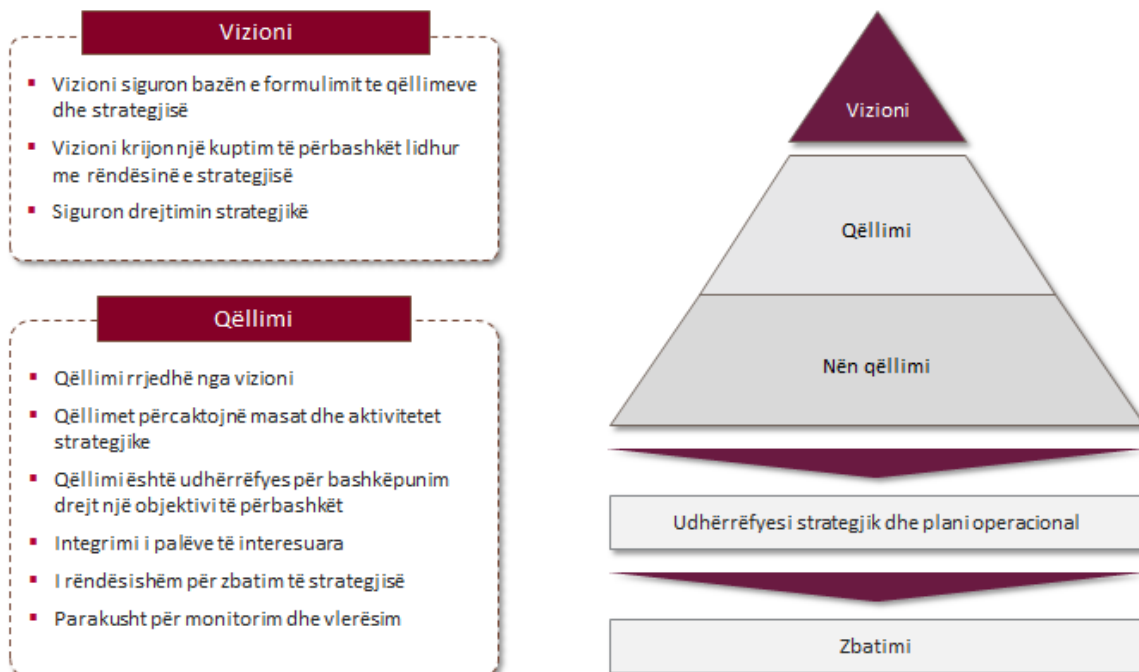 Vizioni
Vizioni siguron bazën e formulimit te qëllimeve
dhe strategjisë
Vizioni krijon një kuptim të përbashkët lidhur
me rëndësinë e strategjisë
Siguron drejtimin strategjikë
Qëllimi
Qëllimi rrjedhë nga vizioni
Qëllimet përcaktojnë masat dhe aktivitetet
strategjike
Qëllimi është udhërrëfyes për bashkëpunim
drejt një objektivi të përbashkët
Integrimi i palëve të interesuara
I rëndësishëm për zbatim të strategjisë
Parakusht për monitorim dhe vlerësim
Vizioni
Qëllimi
Nën qëllimi
Udhërrëfyesi strategjik dhe plani operacional
Zbatimi